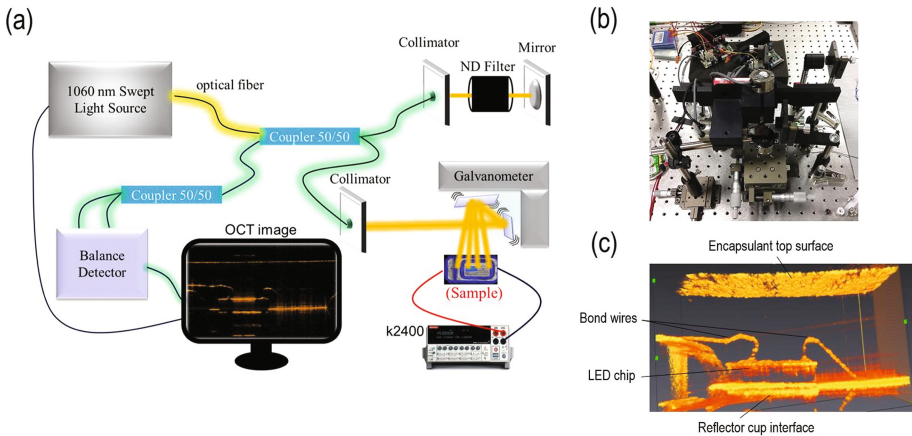 (a)
1060 nm Swept
Light Source
optical fiber
Coupler 50/50
Collimator
ND Filter
Mirror
Collimator
Galvanometer
Coupler 50/50
Balance
Detector
OCT image
(Sample)
k2400
(b)
(c)
Encapsulant top surface
Bond wires
LED chip
Reflector cup interface